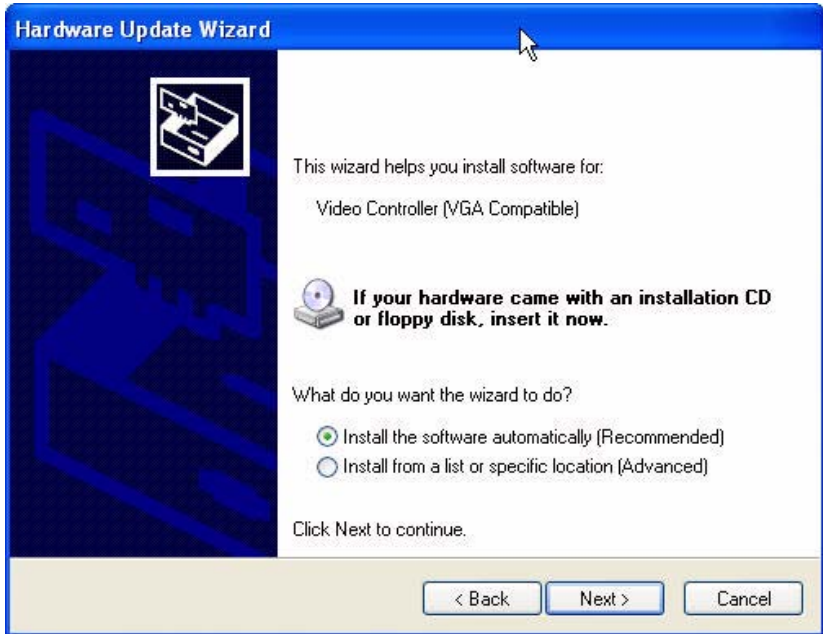 Hardware Update Wizard
This wizard helps you install software for:
Video Controller (VGA Compatible)
If your hardware came with an installation CD
or floppy disk, insert it now.
What do you want the wizard to do?
Install the software automatically (Recommended)
Install from a list or specific location (Advanced)
Click Next to continue.
< Back
Next >
Cancel